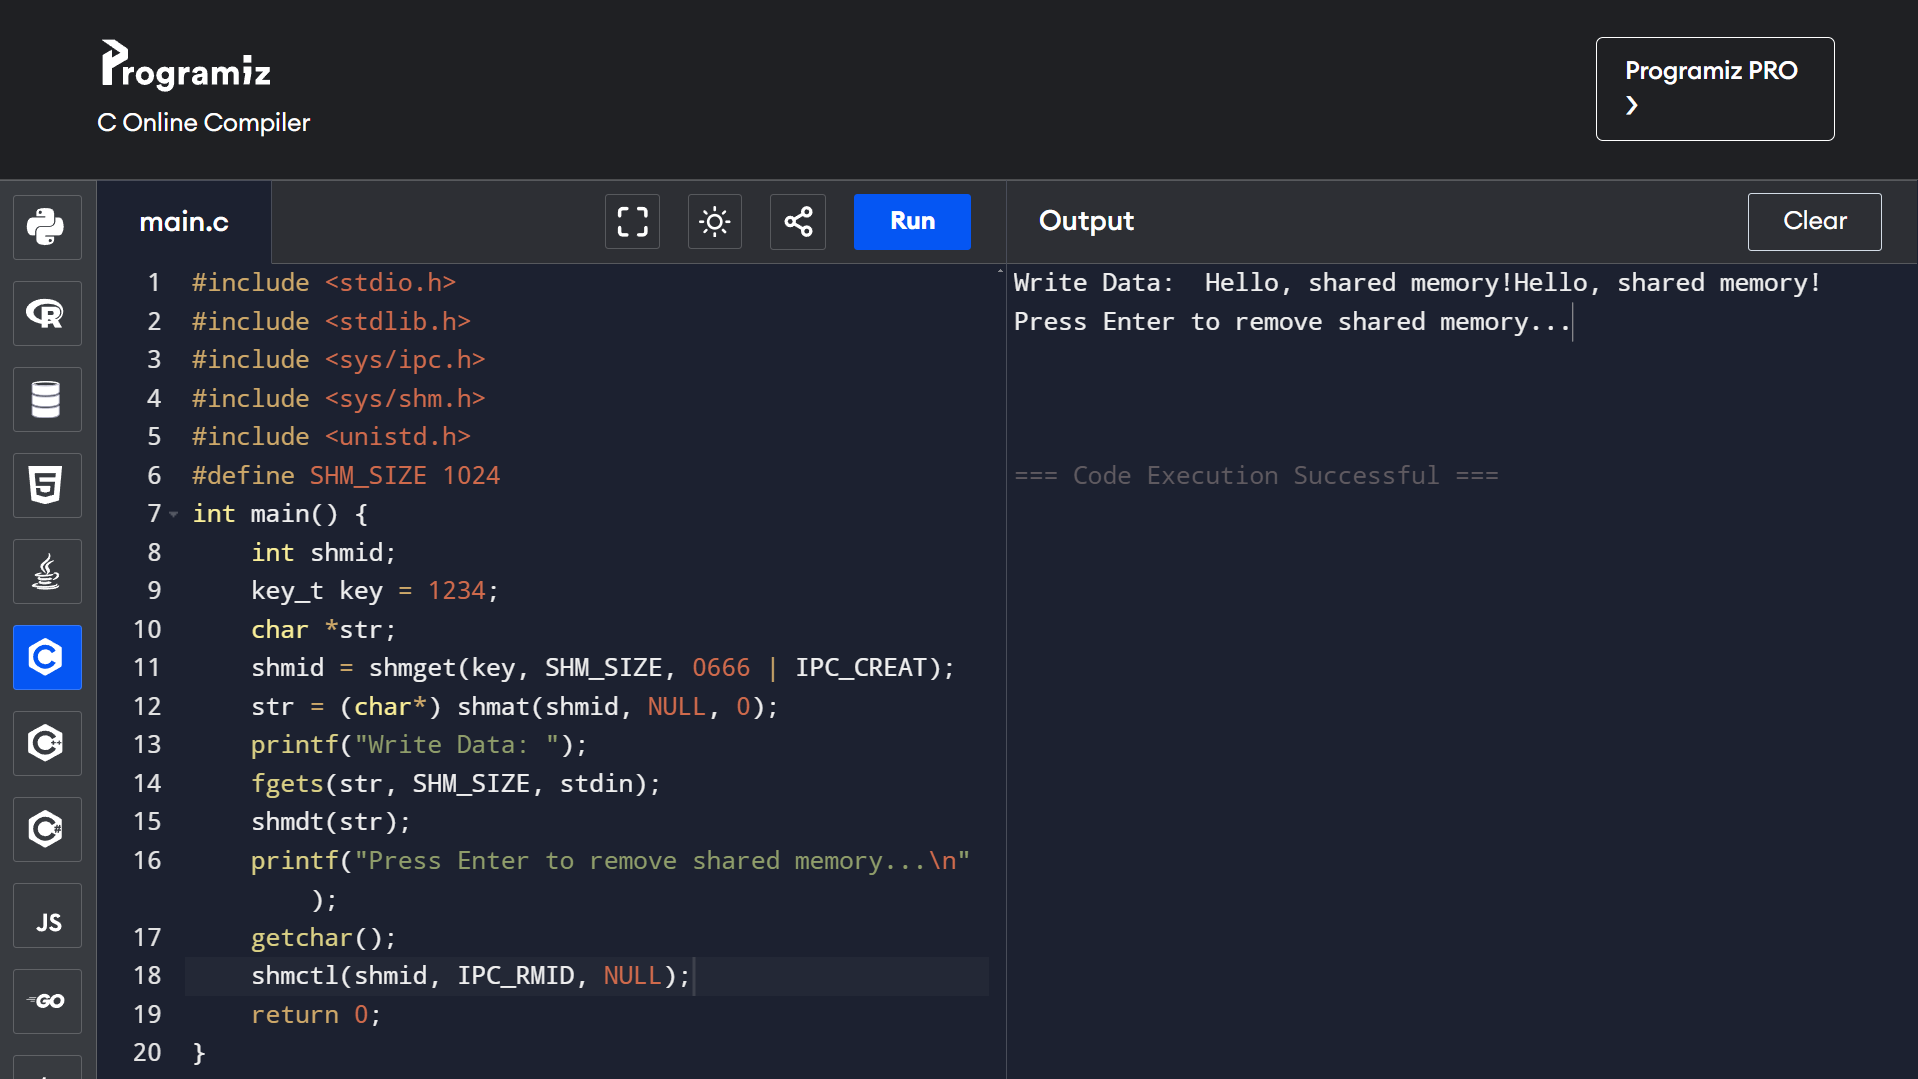 Programiz
C Online Compiler
Programiz PRO
❯
main.c
Run
Output
Clear
1 #include <stdio.h>
2 #include <stdlib.h>
3 #include <sys/ipc.h>
4 #include <sys/shm.h>
5 #include <unistd.h>
6 #define SHM_SIZE 1024
7 int main() {
8     int shmid;
9     key_t key = 1234;
10     char *str;
11     shmid = shmget(key, SHM_SIZE, 0666 | IPC_CREAT);
12     str = (char*) shmat(shmid, NULL, 0);
13     printf("Write Data: ");
14     fgets(str, SHM_SIZE, stdin);
15     shmdt(str);
16     printf("Press Enter to remove shared memory...\n"
        );
17     getchar();
18     shmctl(shmid, IPC_RMID, NULL);
19     return 0;
20 }
Write Data:  Hello, shared memory!Hello, shared memory!
Press Enter to remove shared memory...
=== Code Execution Successful ===
R
5
C
C++
C#
JS
GO